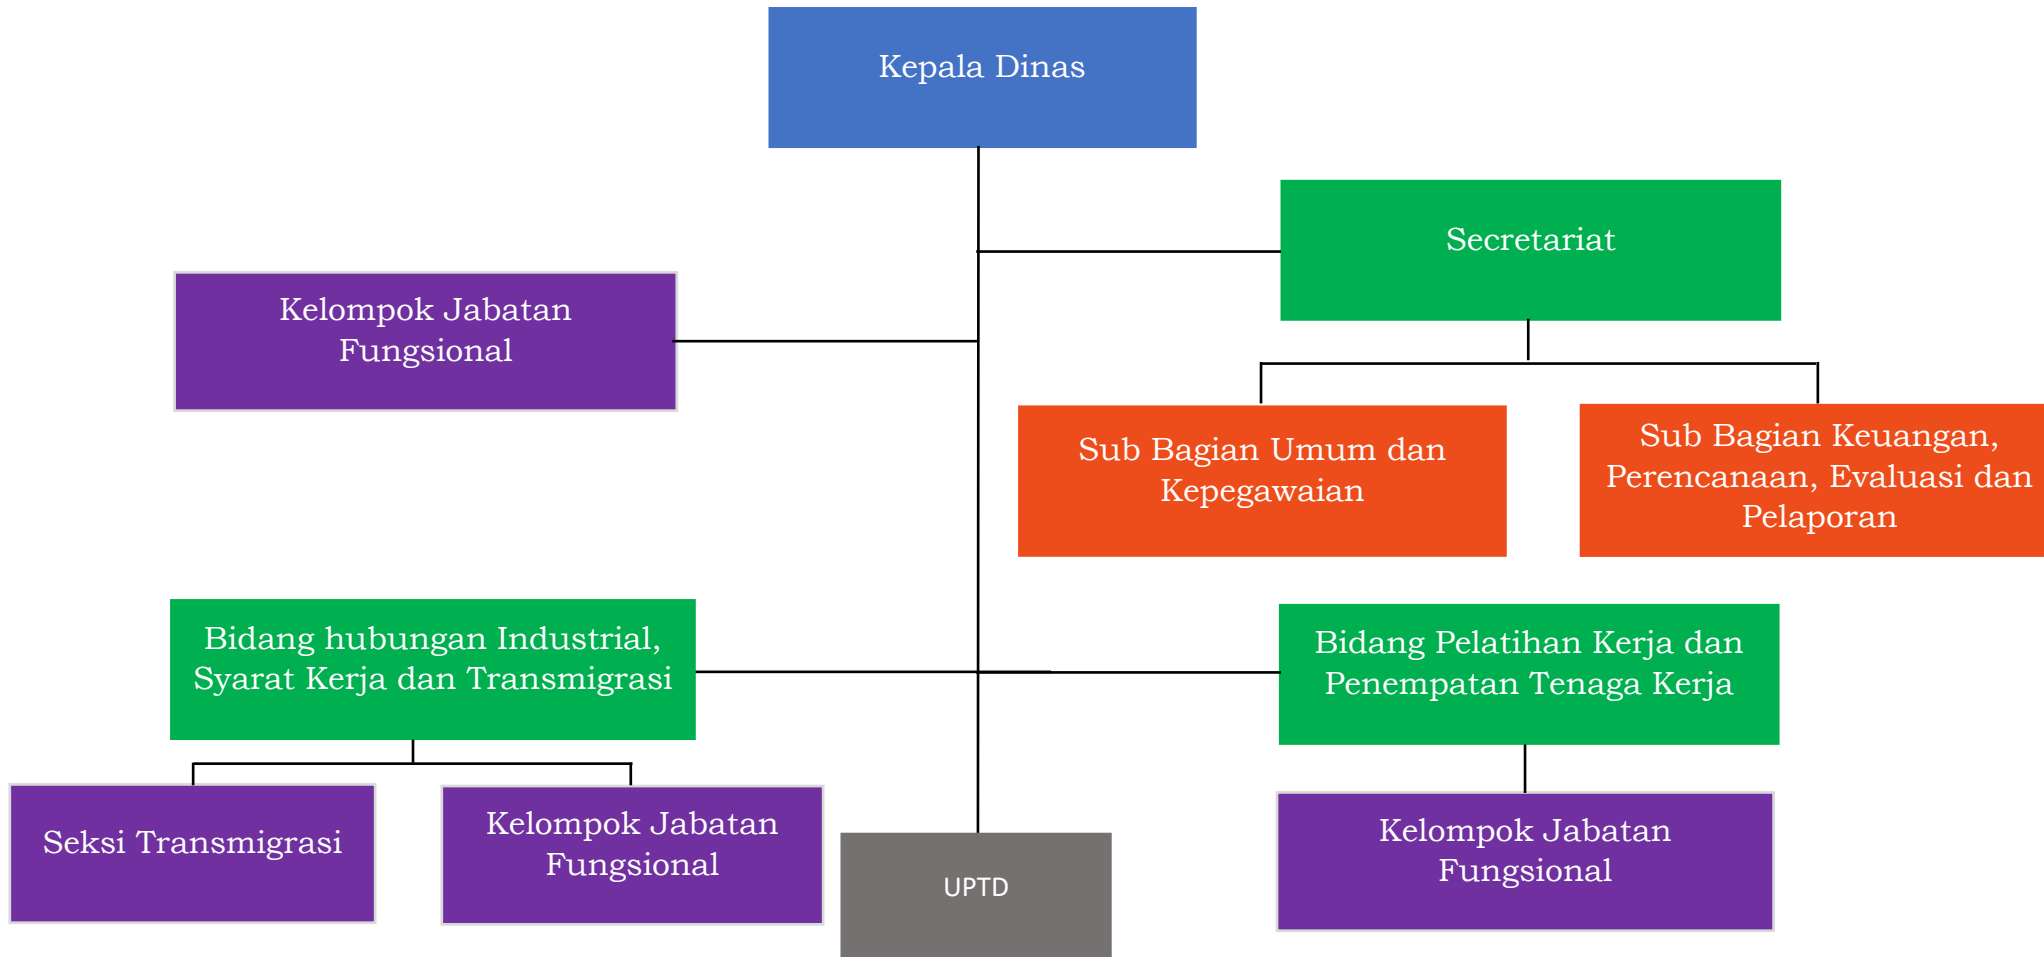 Kepala Dinas
Secretariat
Kelompok Jabatan
Fungsional
Sub Bagian Umum dan
Kepegawaian
Sub Bagian Keuangan,
Perencanaan, Evaluasi dan
Pelaporan
Bidang hubungan Industrial,
Syarat Kerja dan Transmigrasi
Bidang Pelatihan Kerja dan
Penempatan Tenaga Kerja
Seksi Transmigrasi
Kelompok Jabatan
Fungsional
UPTD
Kelompok Jabatan
Fungsional